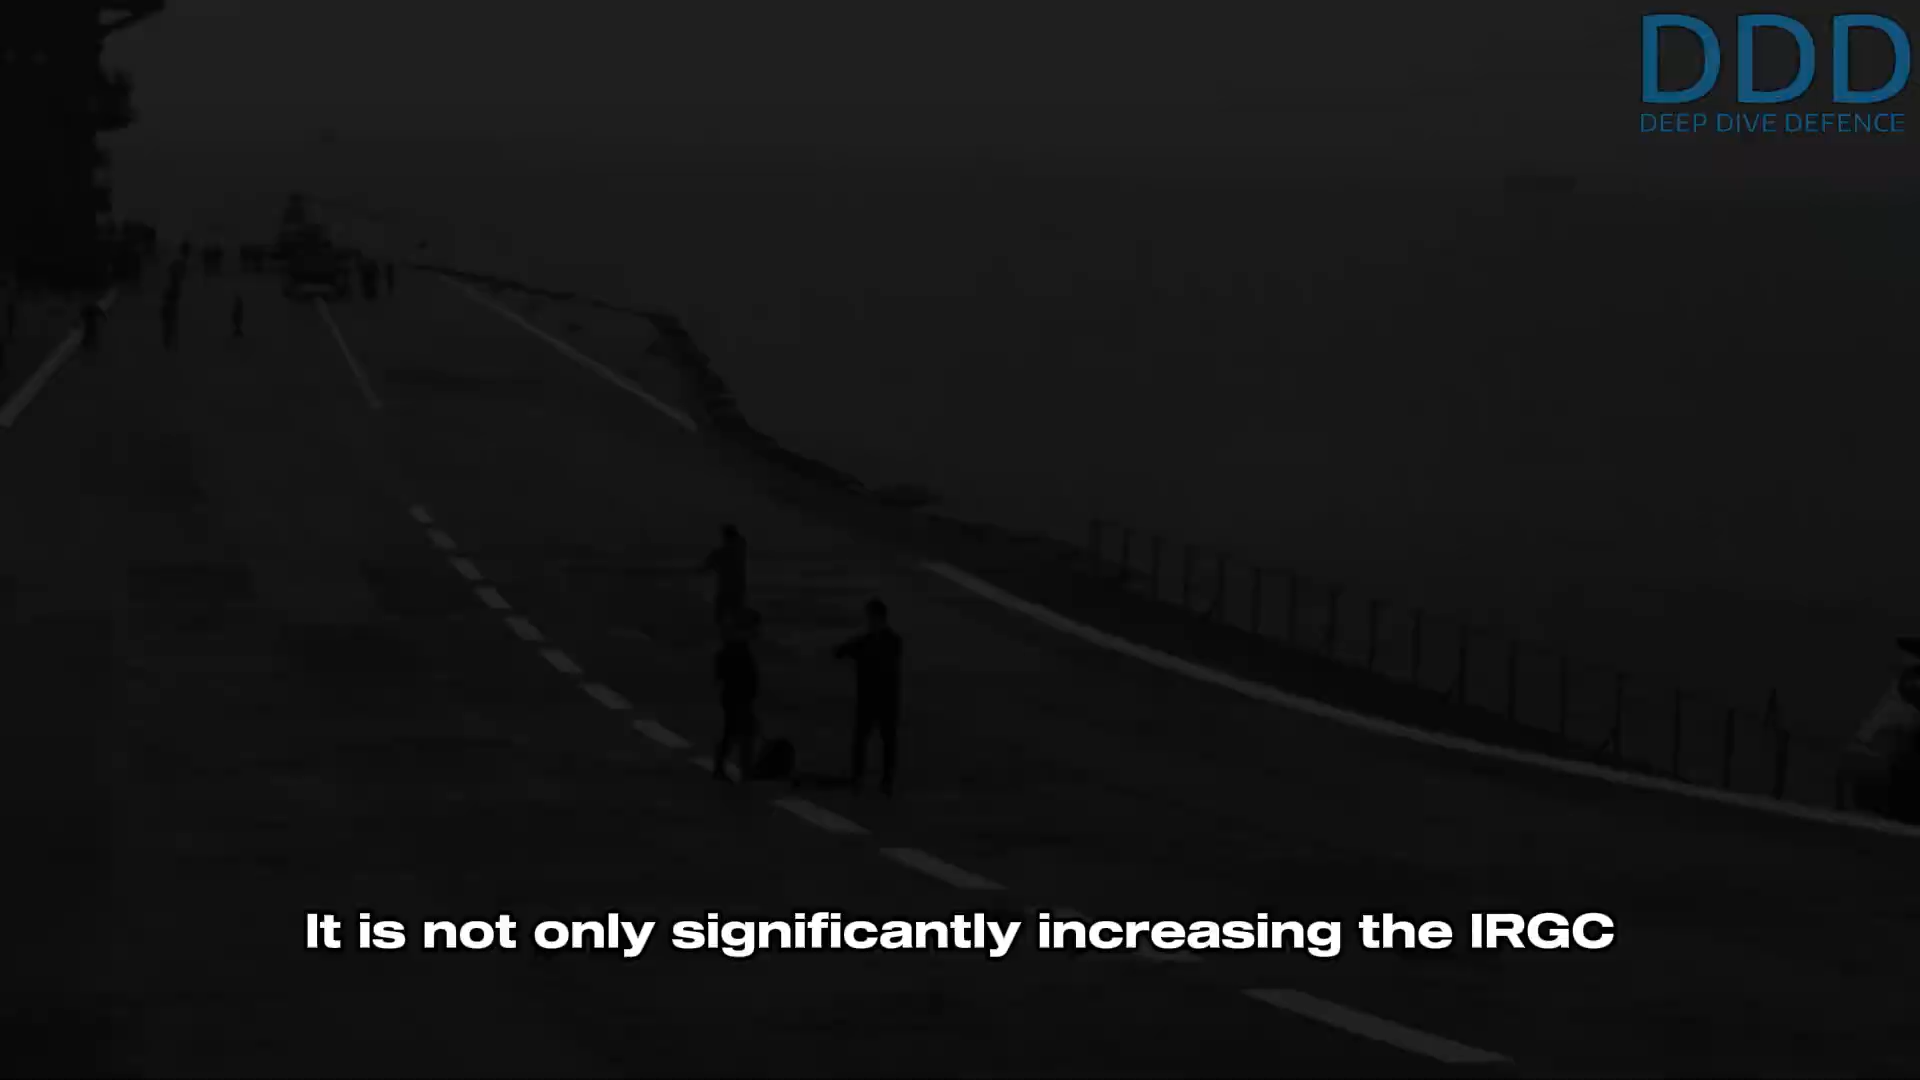 DDD
DEEP DIVE DEFENCE
It is not only significantly increasing the IRGC